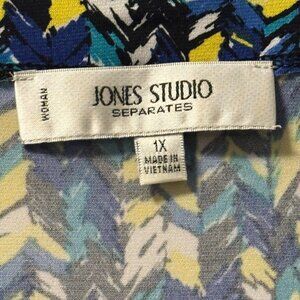 WOMAN
JONES STUDIO
SEPARATES
1X
MADE IN
VIETNAM